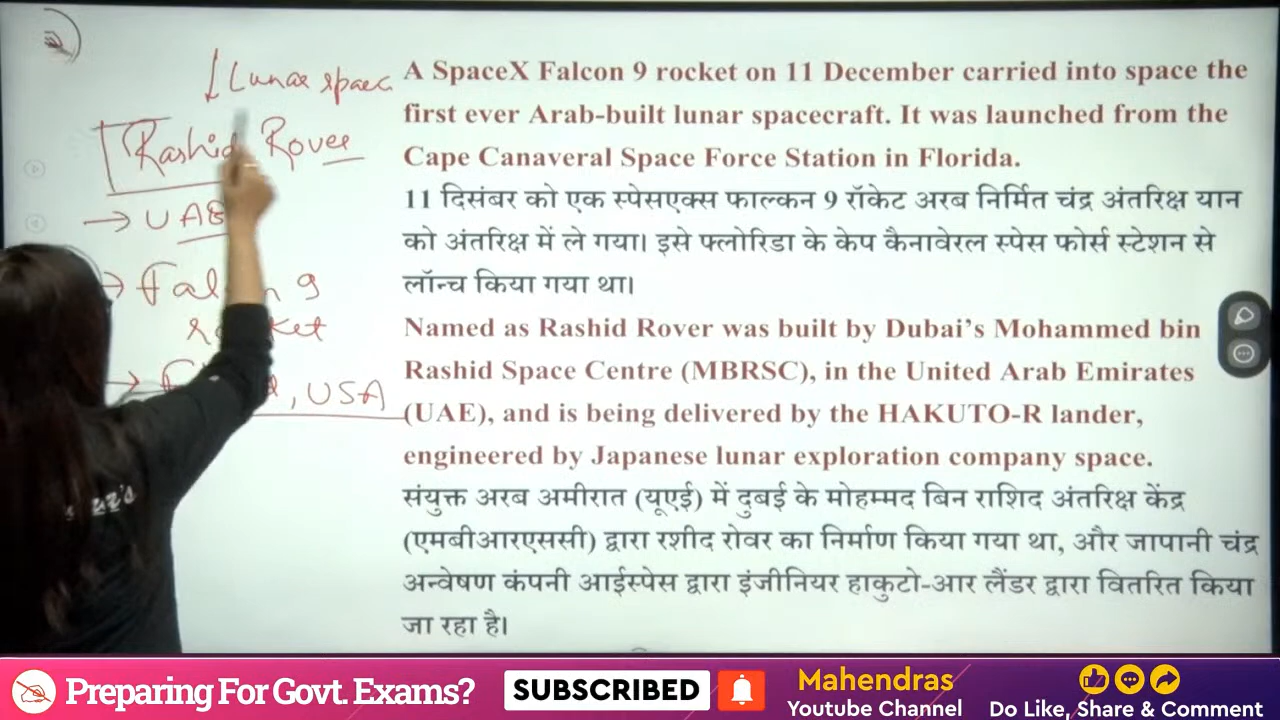 Lunar spaec
Rashid Rover
→ UAE
→ Falcon 9
rocket
, USA
A SpaceX Falcon 9 rocket on 11 December carried into space the
first ever Arab-built lunar spacecraft. It was launched from the
Cape Canaveral Space Force Station in Florida.
11 दिसंबर को एक स्पेसएक्स फाल्कन 9 रॉकेट अरब निर्मित चंद्र अंतरिक्ष यान
को अंतरिक्ष में ले गया। इसे फ्लोरिडा के केप कैनावेरल स्पेस फोर्स स्टेशन से
लॉन्च किया गया था।
Named as Rashid Rover was built by Dubai's Mohammed bin
Rashid Space Centre (MBRSC), in the United Arab Emirates
(UAE), and is being delivered by the HAKUTO-R lander,
engineered by Japanese lunar exploration company space.
संयुक्त अरब अमीरात (यूएई) में दुबई के मोहम्मद बिन राशिद अंतरिक्ष केंद्र
(एमबीआरएससी) द्वारा रशीद रोवर का निर्माण किया गया था, और जापानी चंद्र
अन्वेषण कंपनी आईस्पेस द्वारा इंजीनियर हाकुटो-आर लैंडर द्वारा वितरित किया
जा रहा है।
Preparing For Govt. Exams?
SUBSCRIBED
Mahendras
Youtube Channel
Do Like, Share & Comment